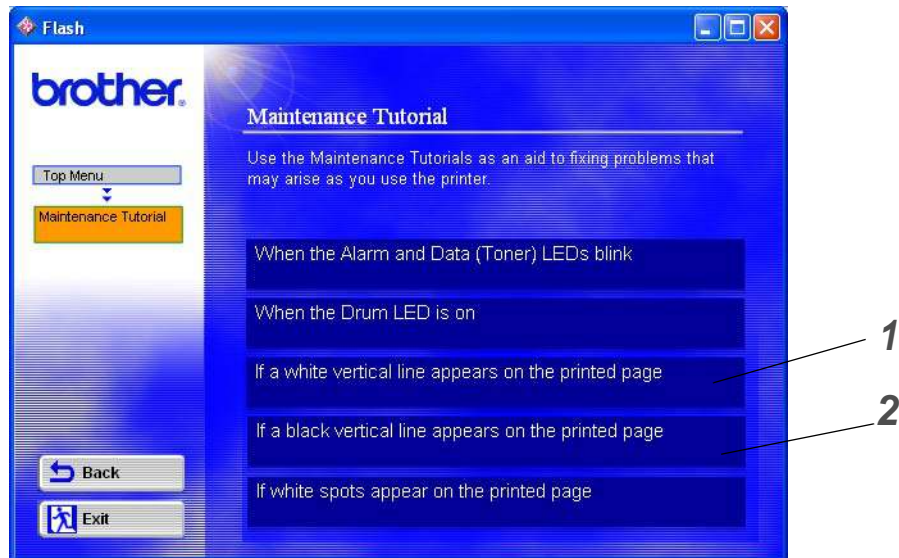 Flash
brother.
Top Menu
Maintenance Tutorial
Back
Exit
Maintenance Tutorial
Use the Maintenance Tutorials as an aid to fixing problems that
may arise as you use the printer.
When the Alarm and Data (Toner) LEDs blink
When the Drum LED is on
If a white vertical line appears on the printed page
If a black vertical line appears on the printed page
If white spots appear on the printed page
1
2